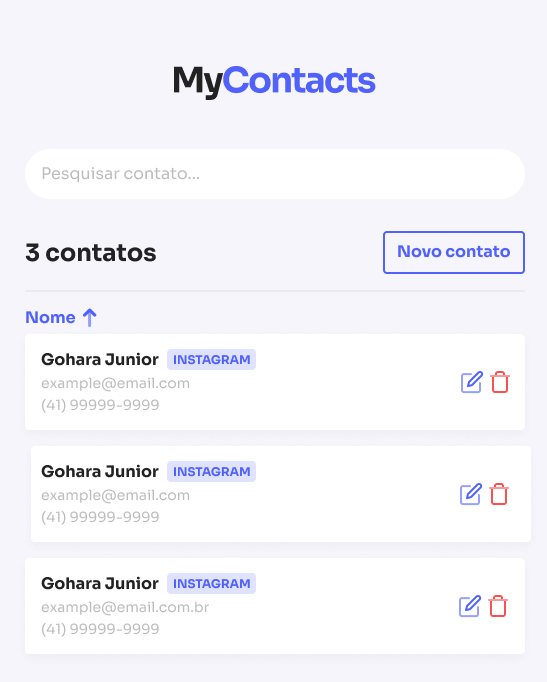 MyContacts
Pesquisar contato...
3 contatos
Novo contato
Nome
Gohara Junior INSTAGRAM
example@email.com
(41) 99999-9999
Gohara Junior INSTAGRAM
example@email.com
(41) 99999-9999
Gohara Junior INSTAGRAM
example@email.com.br
(41) 99999-9999